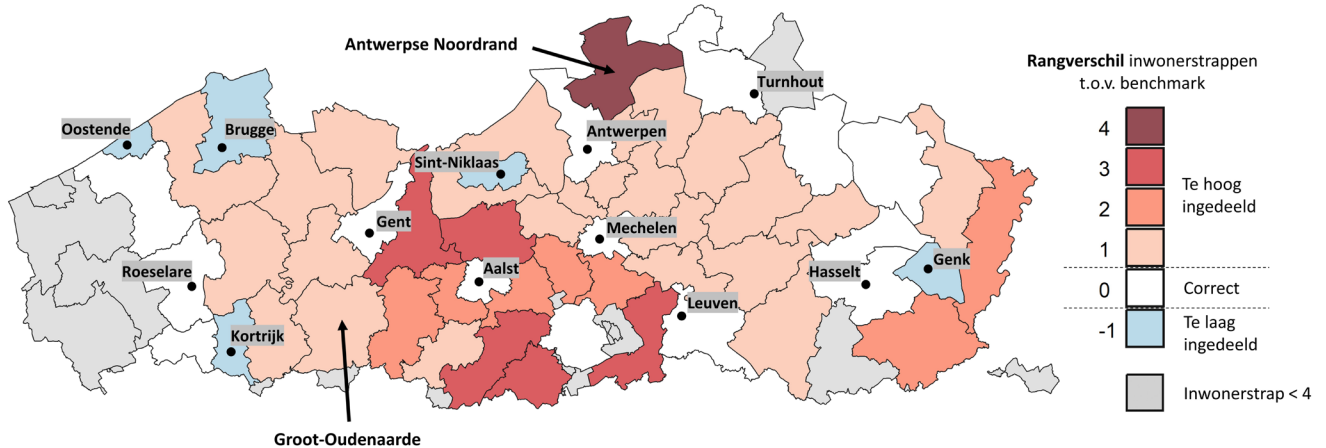 Antwerpse Noordrand
Turnhout
Oostende
Brugge
Antwerpen
Sint-Niklaas
Gent
Mechelen
Roeselare
Aalst
Hasselt
Genk
Leuven
Kortrijk
Groot-Oudenaarde
Rangverschil inwonerstrappen
t.o.v. benchmark
4
3
2
1
0
-1
Te hoog
ingedeeld
Correct
Te laag
ingedeeld
Inwonerstrap < 4